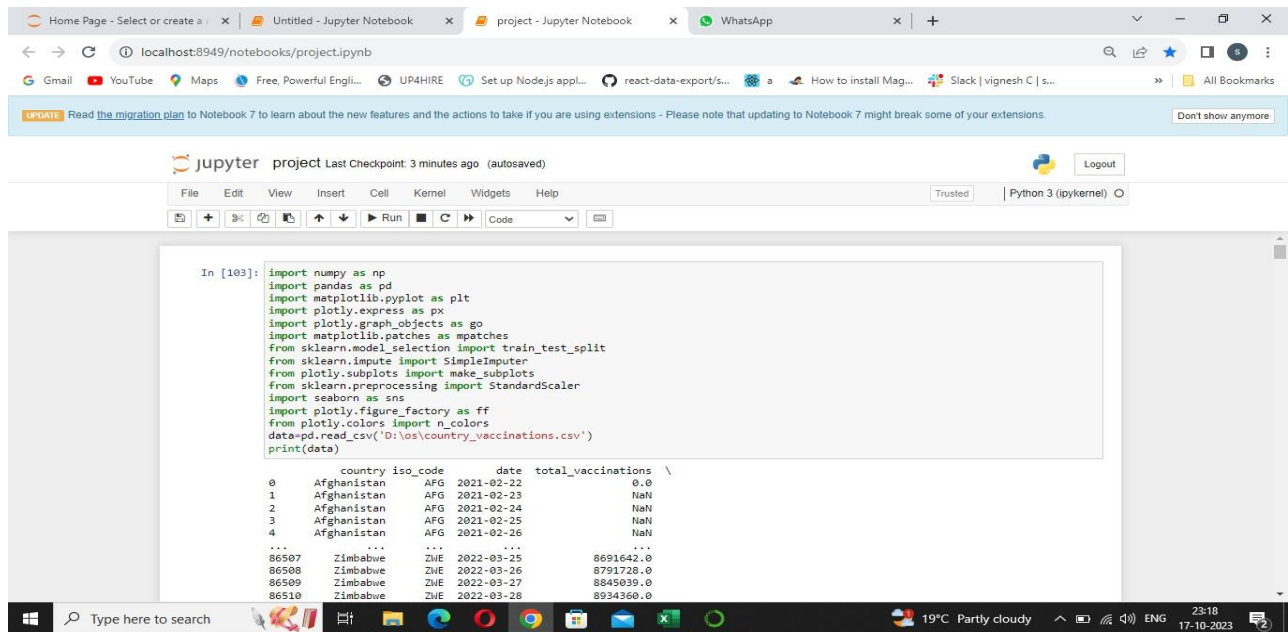 Home Page - Select or create a
Untitled - Jupyter Notebook
project - Jupyter Notebook
WhatsApp
localhost:8949/notebooks/project.ipynb
S
Gmail YouTube Maps Free, Powerful Engli... UP4HIRE Set up Node.js appl... react-data-export/s... a How to install Mag... Slack | vignesh C | s... » All Bookmarks
UPDATE Read the migration plan to Notebook 7 to learn about the new features and the actions to take if you are using extensions - Please note that updating to Notebook 7 might break some of your extensions. Don't show anymore
jupyter project Last Checkpoint: 3 minutes ago (autosaved) Logout
File Edit View Insert Cell Kernel Widgets Help Trusted Python 3 (ipykernel)
Run Code
In [103]: import numpy as np
import pandas as pd
import matplotlib.pyplot as plt
import plotly.express as px
import plotly.graph_objects as go
import matplotlib.patches as mpatches
from sklearn.model_selection import train_test_split
from sklearn.impute import SimpleImputer
from plotly.subplots import make_subplots
from sklearn.preprocessing import StandardScaler
import seaborn as sns
import plotly.figure_factory as ff
from plotly.colors import n_colors
data=pd.read_csv('D:\os\country_vaccinations.csv')
print(data)
country iso_code date total_vaccinations \
0 Afghanistan AFG 2021-02-22 0.0
1 Afghanistan AFG 2021-02-23 NaN
2 Afghanistan AFG 2021-02-24 NaN
3 Afghanistan AFG 2021-02-25 NaN
4 Afghanistan AFG 2021-02-26 NaN
... ... ... ... ...
86507 Zimbabwe ZWE 2022-03-25 8691642.0
86508 Zimbabwe ZWE 2022-03-26 8791728.0
86509 Zimbabwe ZWE 2022-03-27 8845039.0
86510 Zimbabwe ZWE 2022-03-28 8934360.0
Type here to search 19°C Partly cloudy ENG 23:18
17-10-2023 2